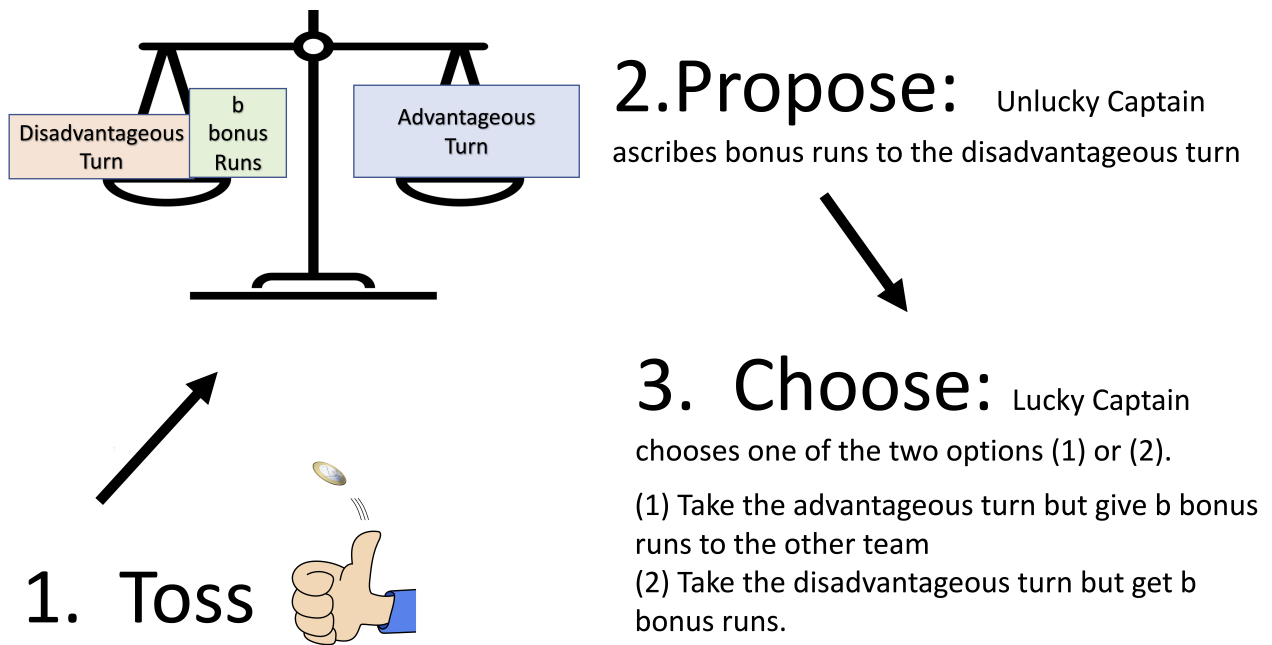 Disadvantageous
Turn
b
bonus
Runs
Advantageous
Turn
2.Propose: Unlucky Captain
ascribes bonus runs to the disadvantageous turn
3. Choose: Lucky Captain
chooses one of the two options (1) or (2).
(1) Take the advantageous turn but give b bonus
runs to the other team
(2) Take the disadvantageous turn but get b
bonus runs.
1. Toss